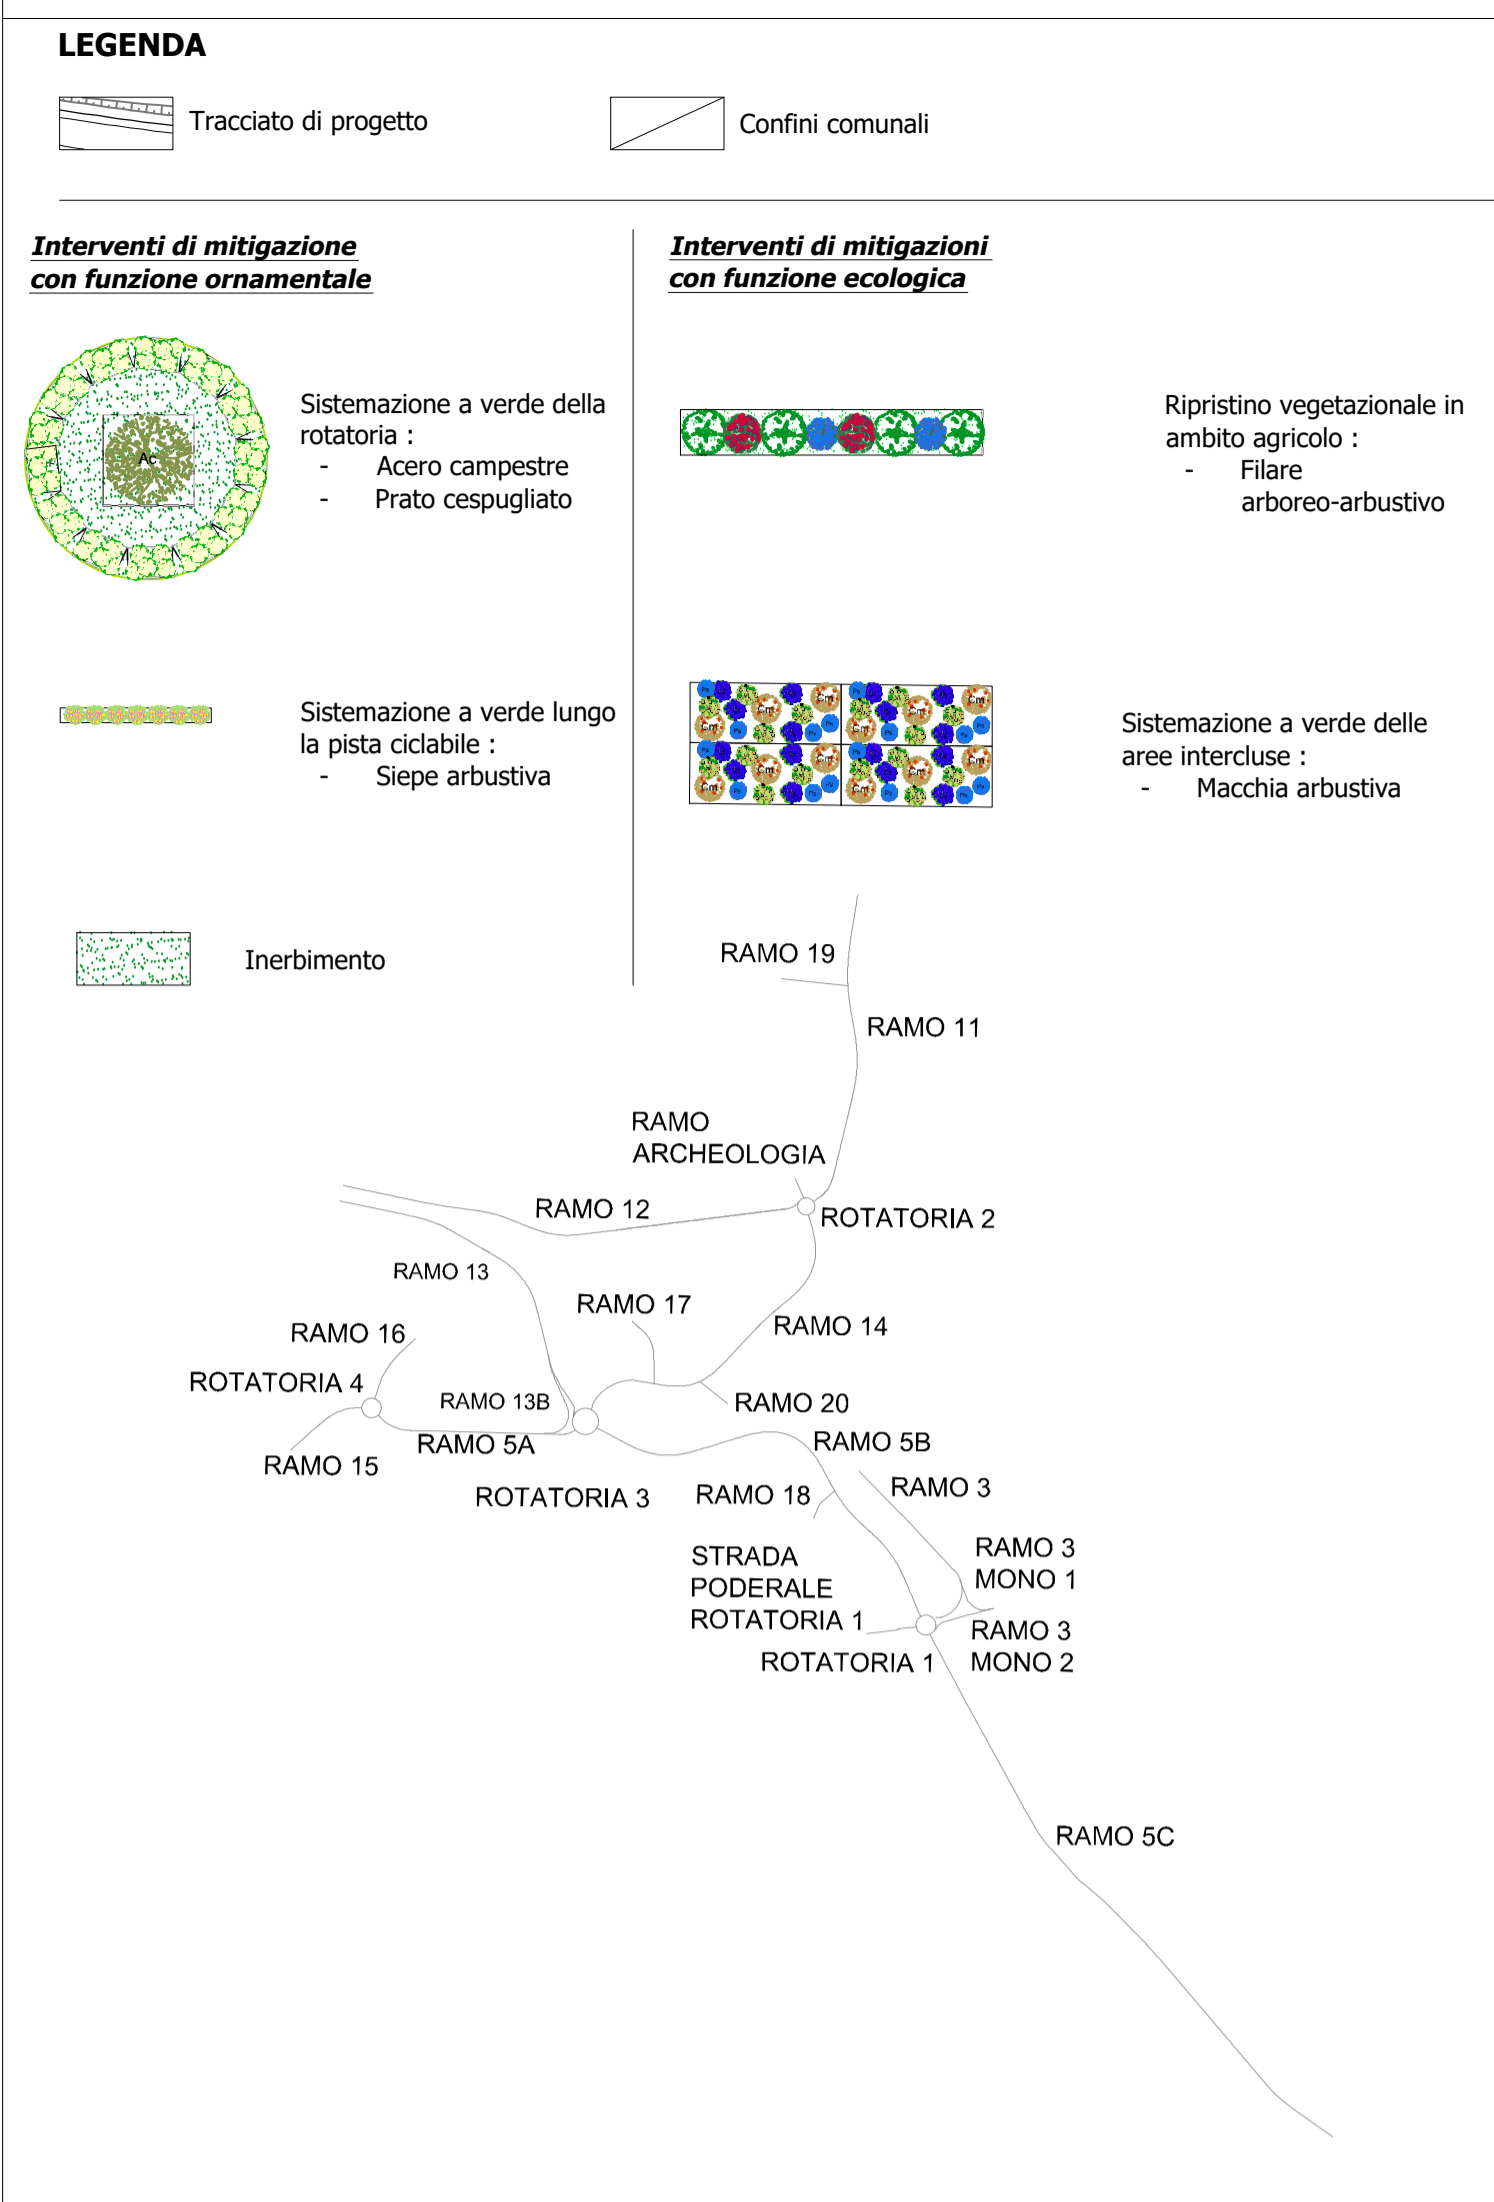 LEGENDA
Tracciato di progetto
Confini comunali
Interventi di mitigazione
con funzione ornamentale
Ac
Sistemazione a verde della
rotatoria :
- Acero campestre
- Prato cespugliato
Sistemazione a verde lungo
la pista ciclabile :
- Siepe arbustiva
Inerbimento
Interventi di mitigazioni
con funzione ecologica
Ripristino vegetazionale in
ambito agricolo :
- Filare
arboreo-arbustivo
Cm
Ps
Sistemazione a verde delle
aree intercluse :
- Macchia arbustiva
RAMO 19
RAMO 11
RAMO
ARCHEOLOGIA
RAMO 12
ROTATORIA 2
RAMO 13
RAMO 17
RAMO 14
RAMO 16
ROTATORIA 4
RAMO 13B
RAMO 20
RAMO 5A
RAMO 5B
RAMO 15
ROTATORIA 3
RAMO 18
RAMO 3
STRADA
PODERALE
ROTATORIA 1
RAMO 3
MONO 1
ROTATORIA 1
RAMO 3
MONO 2
RAMO 5C